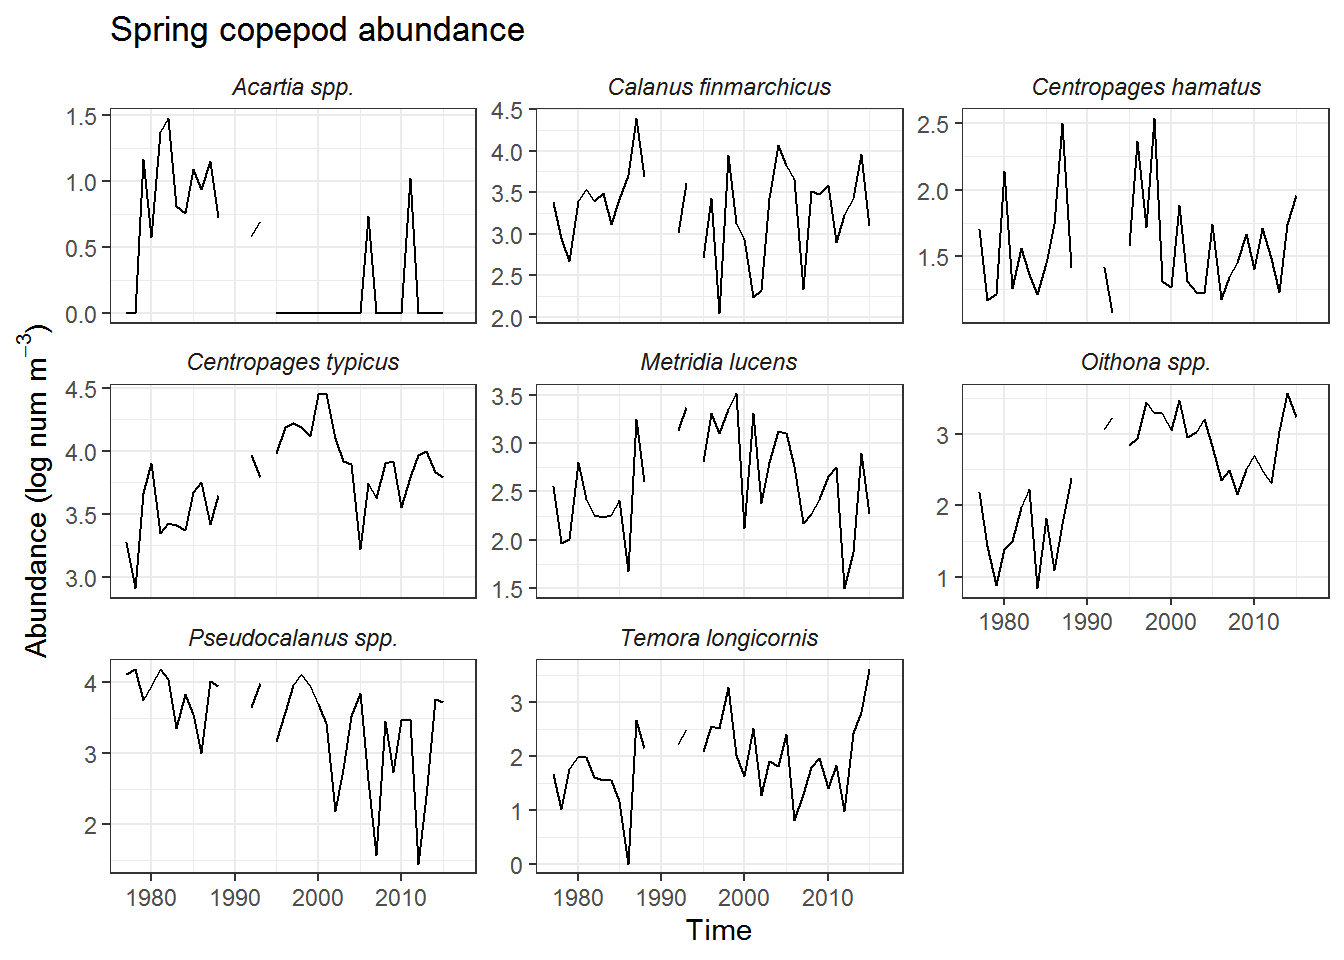 Spring copepod abundance
Acartia spp.
Calanus finmarchicus
Centropages hamatus
1.5
1.0
0.5
0.0
4.5
4.0
3.5
3.0
2.5
2.0
2.5
2.0
1.5
Centropages typicus
Metridia lucens
Oithona spp.
4.5
4.0
3.5
3.0
3.5
3.0
2.5
2.0
1.5
3
2
1
1980 1990 2000 2010
Pseudocalanus spp.
Temora longicornis
4
3
2
3
2
1
0
1980 1990 2000 2010
1980 1990 2000 2010
Time
Abundance (log num m⁻³)